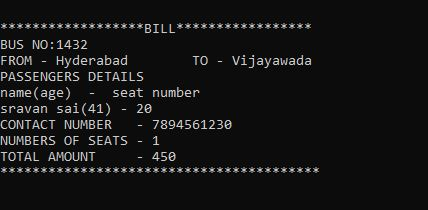 ******************BILL******************
BUS NO:1432
FROM - Hyderabad        TO - Vijayawada
PASSENGERS DETAILS
name(age)  -  seat number
sravan sai(41) - 20
CONTACT NUMBER   - 7894561230
NUMBERS OF SEATS - 1
TOTAL AMOUNT     - 450
****************************************